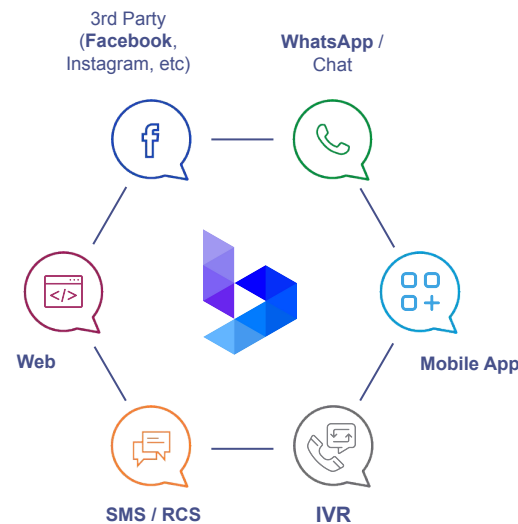 3rd Party
(Facebook,
Instagram, etc)
WhatsApp /
Chat
f
</>
Web
Mobile App
SMS / RCS
IVR